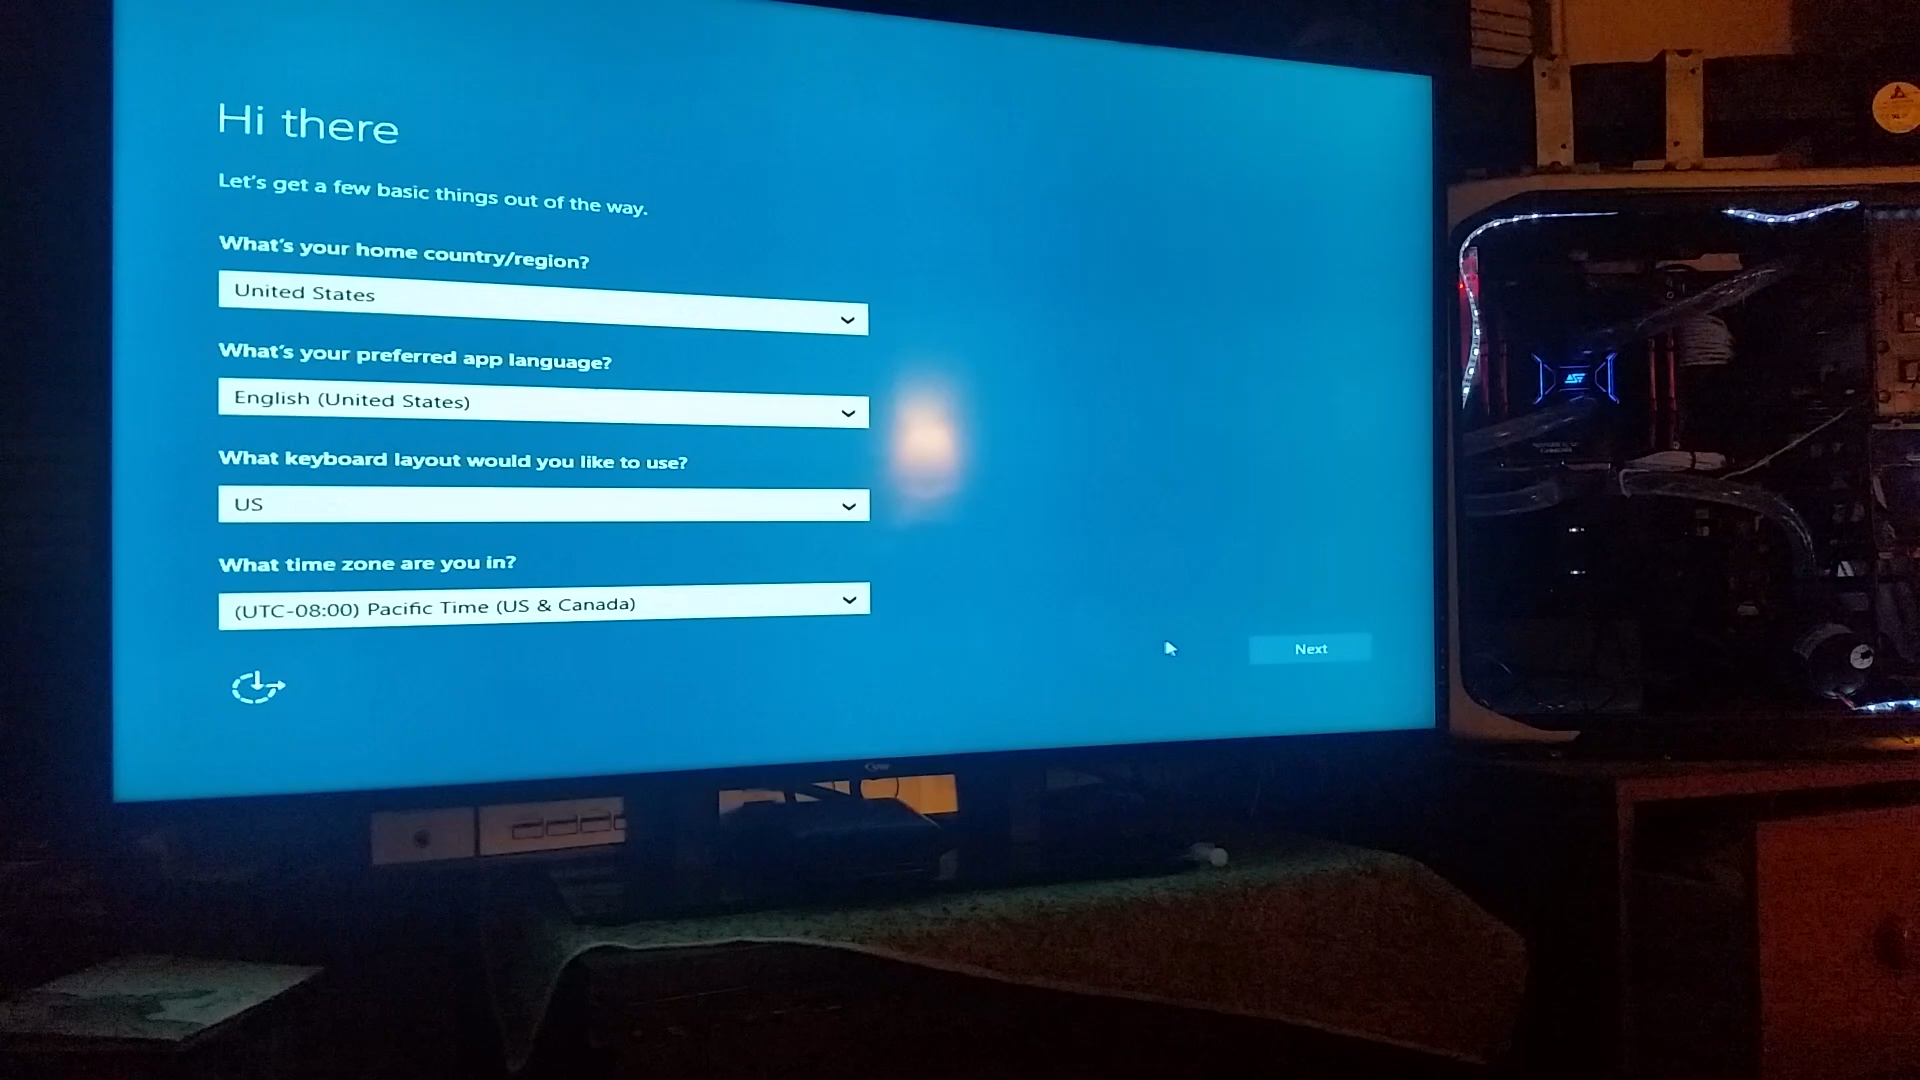 Hi there
Let's get a few basic things out of the way.
What's your home country/region?
United States
What's your preferred app language?
English (United States)
What keyboard layout would you like to use?
US
What time zone are you in?
(UTC-08:00) Pacific Time (US & Canada)
Next